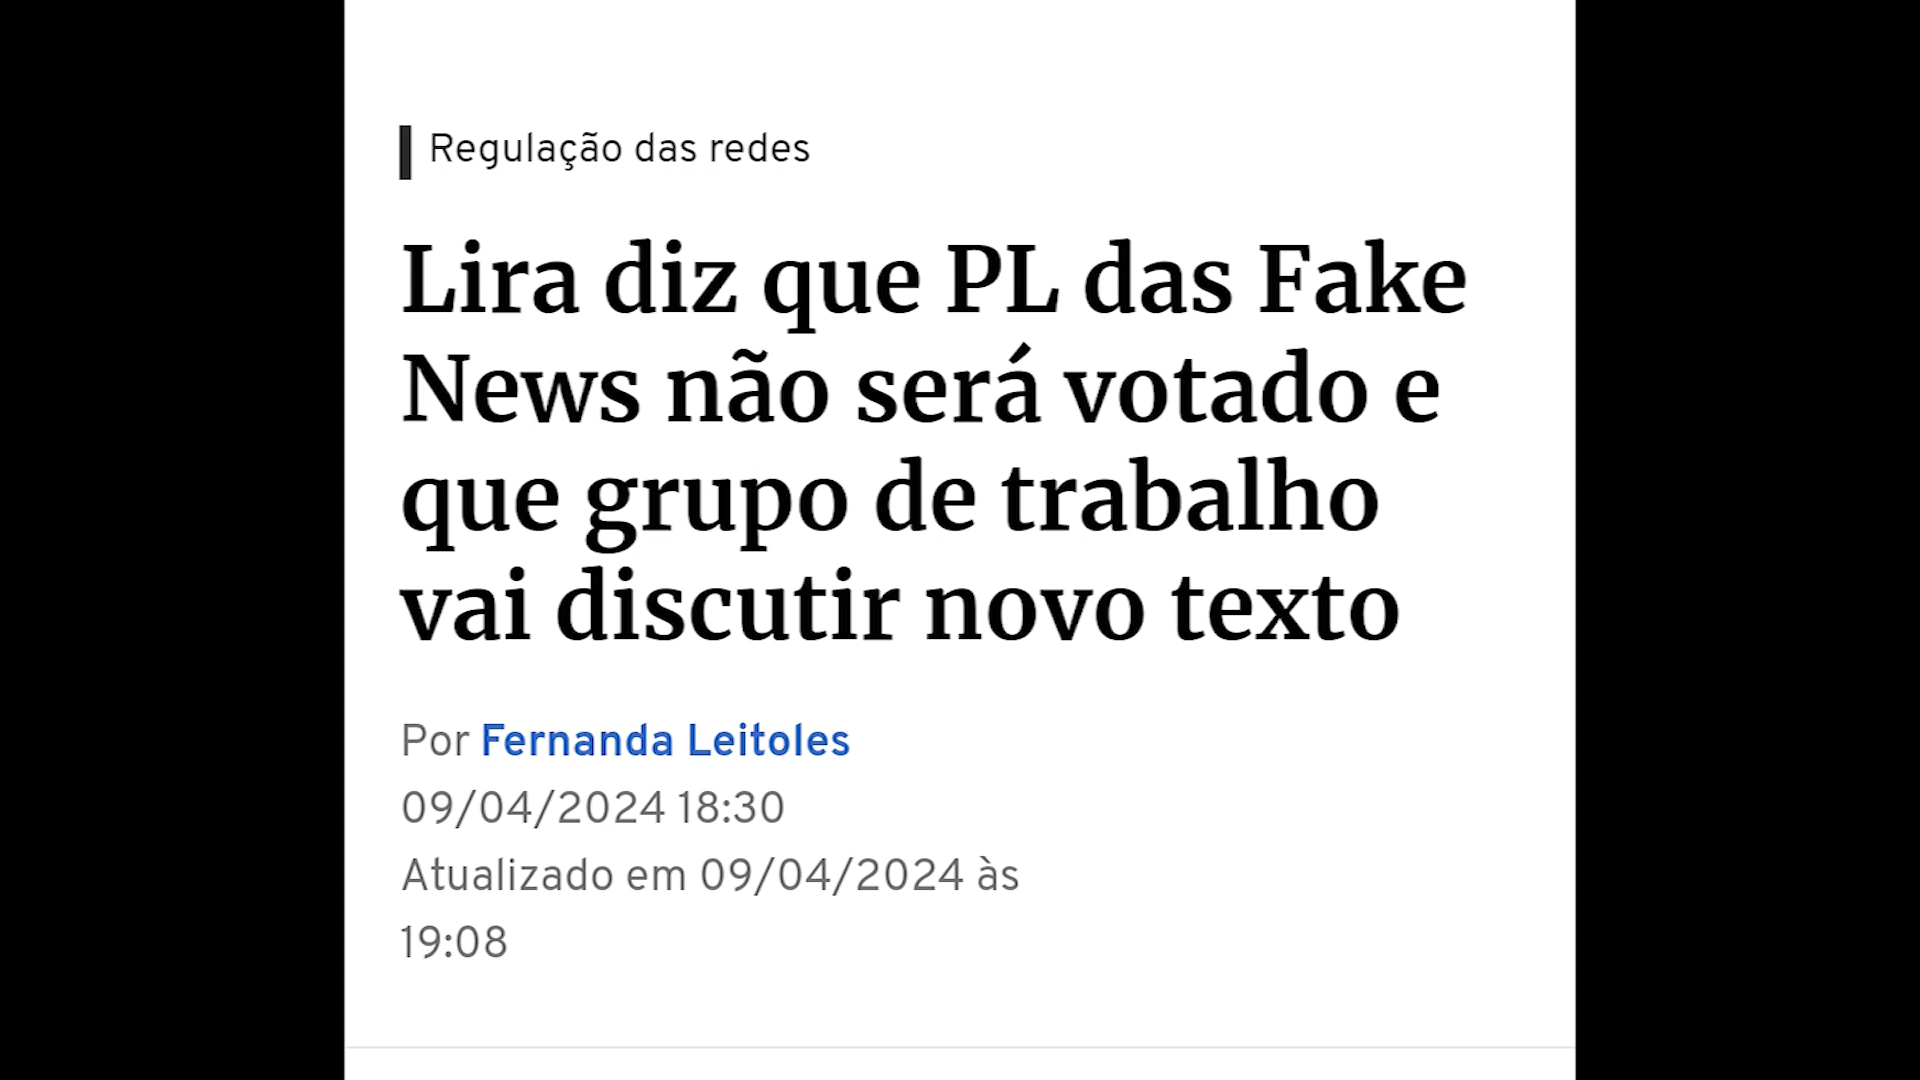 Regulação das redes
Lira diz que PL das Fake
News não será votado e
que grupo de trabalho
vai discutir novo texto
Por Fernanda Leitoles
09/04/2024 18:30
Atualizado em 09/04/2024 às
19:08